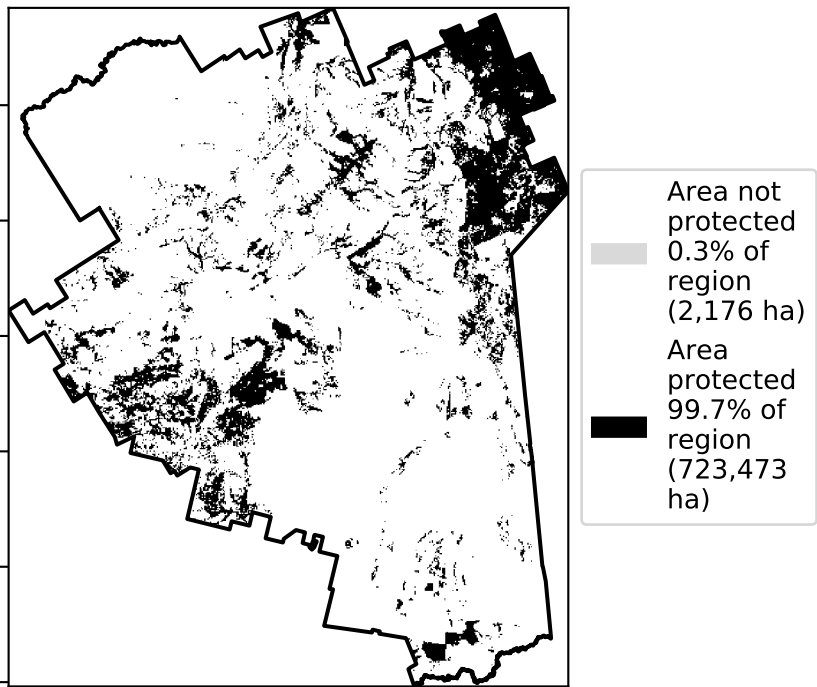 Area not
protected
0.3% of
region
(2,176 ha)
Area
protected
99.7% of
region
(723,473
ha)